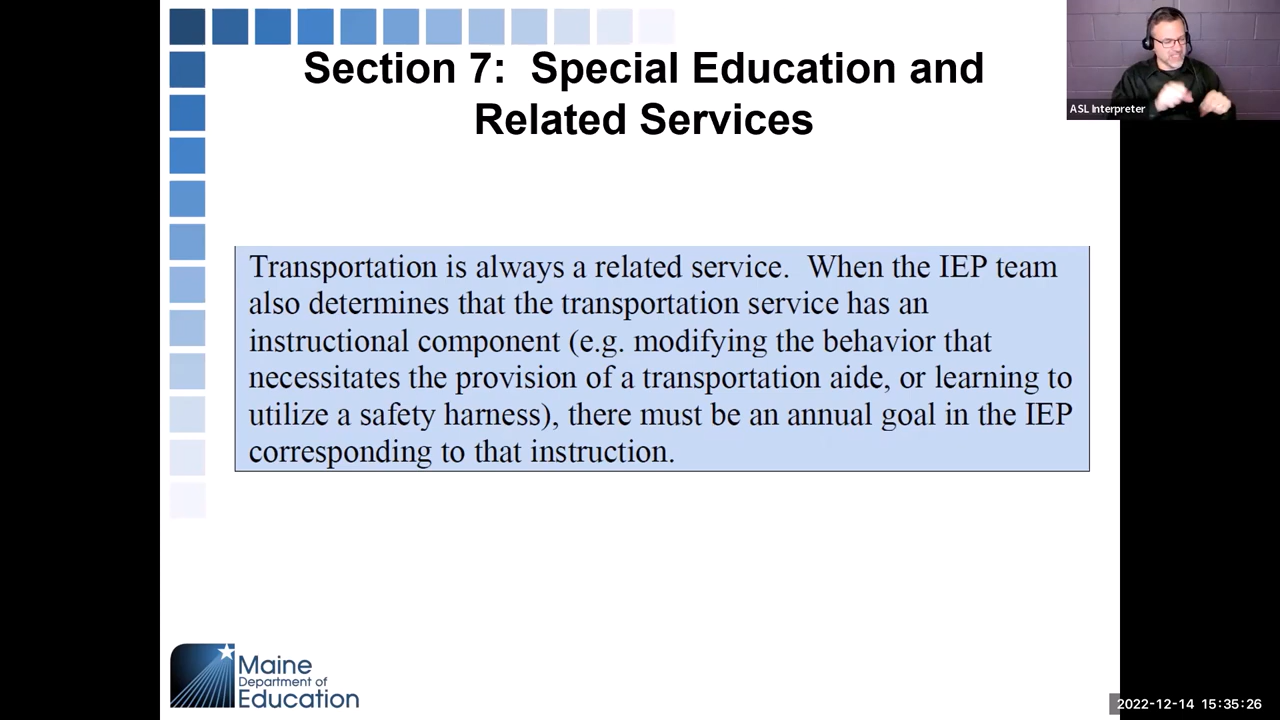 Section 7:  Special Education and
Related Services
ASL Interpreter
Transportation is always a related service.  When the IEP team
also determines that the transportation service has an
instructional component (e.g. modifying the behavior that
necessitates the provision of a transportation aide, or learning to
utilize a safety harness), there must be an annual goal in the IEP
corresponding to that instruction.
Maine
Department of
Education
2022-12-14 15:35:26